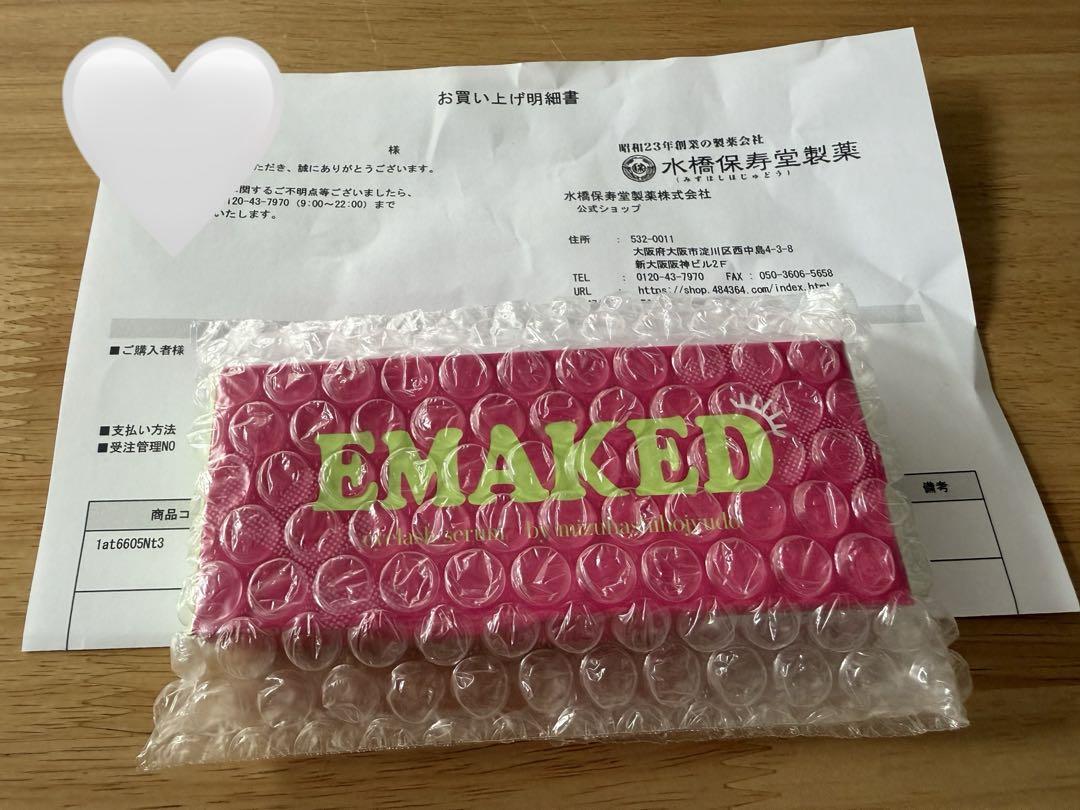 お買い上げ明細書
様
ただき、誠にありがとうございます。
関するご不明点等ございましたら、
120-43-7970 (9:00～22:00) まで
いたします。
昭和23年創業の製薬会社
水橋保寿堂製薬
(みずはしほじゅどう)
水橋保寿堂製薬株式会社
公式ショップ
住所 : 532-0011
大阪府大阪市淀川区西中島4-3-8
新大阪阪神ビル2F
TEL : 0120-43-7970 FAX : 050-3606-5658
URL : https://shop.484364.com/index.html
■ご購入者様
■支払い方法
■受注管理NO
商品コ
備考
1at6605Nt3
EMAKED
eyelash serum by mizuhashihojyudo